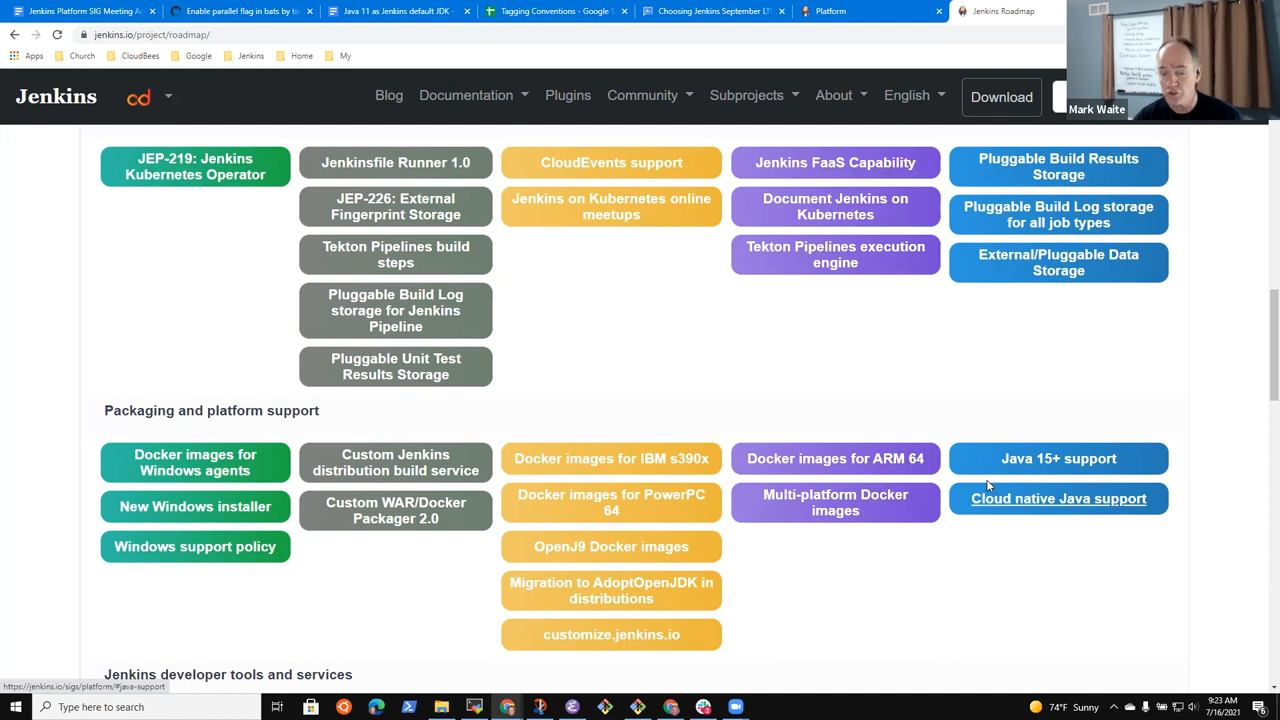 Jenkins Platform SIG Meeting A
Enable parallel flag in bats by tim
Java 11 as Jenkins default JDK -
Tagging Conventions - Google S
Choosing Jenkins September LT
Platform
Jenkins Roadmap
jenkins.io/project/roadmap/
Apps
Church
CloudBees
Google
Jenkins
Home
My
Mark Waite
Jenkins
cd
Blog
Documentation
Plugins
Community
Subprojects
About
English
Download
JEP-219: Jenkins
Kubernetes Operator
Jenkinsfile Runner 1.0
JEP-226: External
Fingerprint Storage
Tekton Pipelines build
steps
Pluggable Build Log
storage for Jenkins
Pipeline
Pluggable Unit Test
Results Storage
CloudEvents support
Jenkins on Kubernetes online
meetups
Jenkins FaaS Capability
Document Jenkins on
Kubernetes
Tekton Pipelines execution
engine
Pluggable Build Results
Storage
Pluggable Build Log storage
for all job types
External/Pluggable Data
Storage
Packaging and platform support
Docker images for
Windows agents
New Windows installer
Windows support policy
Custom Jenkins
distribution build service
Custom WAR/Docker
Packager 2.0
Docker images for IBM s390x
Docker images for PowerPC
64
OpenJ9 Docker images
Migration to AdoptOpenJDK in
distributions
customize.jenkins.io
Docker images for ARM 64
Multi-platform Docker
images
Java 15+ support
Cloud native Java support
Jenkins developer tools and services
https://jenkins.io/sigs/platform/#java-support
Type here to search
74°F Sunny
9:23 AM
7/16/2021
6